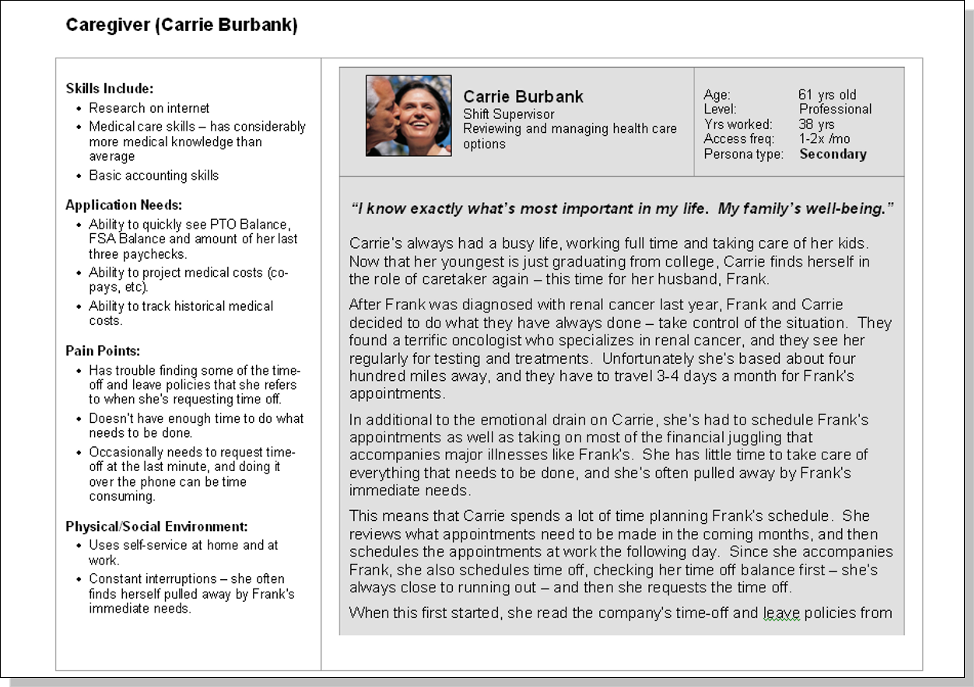 Caregiver (Carrie Burbank)
Skills Include:
• Research on internet
• Medical care skills – has considerably
more medical knowledge than
average
• Basic accounting skills
Application Needs:
• Ability to quickly see PTO Balance,
FSA Balance and amount of her last
three paychecks.
• Ability to project medical costs (co-
pays, etc).
• Ability to track historical medical
costs.
Pain Points:
• Has trouble finding some of the time-
off and leave policies that she refers
to when she's requesting time off.
• Doesn't have enough time to do what
needs to be done.
• Occasionally needs to request time-
off at the last minute, and doing it
over the phone can be time
consuming.
Physical/Social Environment:
• Uses self-service at home and at
work.
• Constant interruptions – she often
finds herself pulled away by Frank's
immediate needs.
Carrie Burbank
Shift Supervisor
Reviewing and managing health care
options
Age: 61 yrs old
Level: Professional
Yrs worked: 38 yrs
Access freq: 1-2x /mo
Persona type: Secondary
"I know exactly what's most important in my life.  My family's well-being."
Carrie's always had a busy life, working full time and taking care of her kids.
Now that her youngest is just graduating from college, Carrie finds herself in
the role of caretaker again – this time for her husband, Frank.
After Frank was diagnosed with renal cancer last year, Frank and Carrie
decided to do what they have always done – take control of the situation.  They
found a terrific oncologist who specializes in renal cancer, and they see her
regularly for testing and treatments.  Unfortunately she's based about four
hundred miles away, and they have to travel 3-4 days a month for Frank's
appointments.
In additional to the emotional drain on Carrie, she's had to schedule Frank's
appointments as well as taking on most of the financial juggling that
accompanies major illnesses like Frank's.  She has little time to take care of
everything that needs to be done, and she's often pulled away by Frank's
immediate needs.
This means that Carrie spends a lot of time planning Frank's schedule.  She
reviews what appointments need to be made in the coming months, and then
schedules the appointments at work the following day.  Since she accompanies
Frank, she also schedules time off, checking her time off balance first – she's
always close to running out – and then she requests the time off.
When this first started, she read the company's time-off and leave policies from